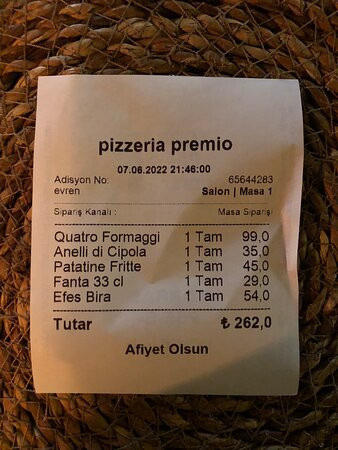 pizzeria premio
07.06.2022 21:46:00
Adisyon No: 65644283
evren Salon | Masa 1
Sipariş Kanalı : Masa Siparişi
Quatro Formaggi 1 Tam 99,0
Anelli di Cipola 1 Tam 35,0
Patatine Fritte 1 Tam 45,0
Fanta 33 cl 1 Tam 29,0
Efes Bira 1 Tam 54,0
Tutar ₺ 262,0
Afiyet Olsun